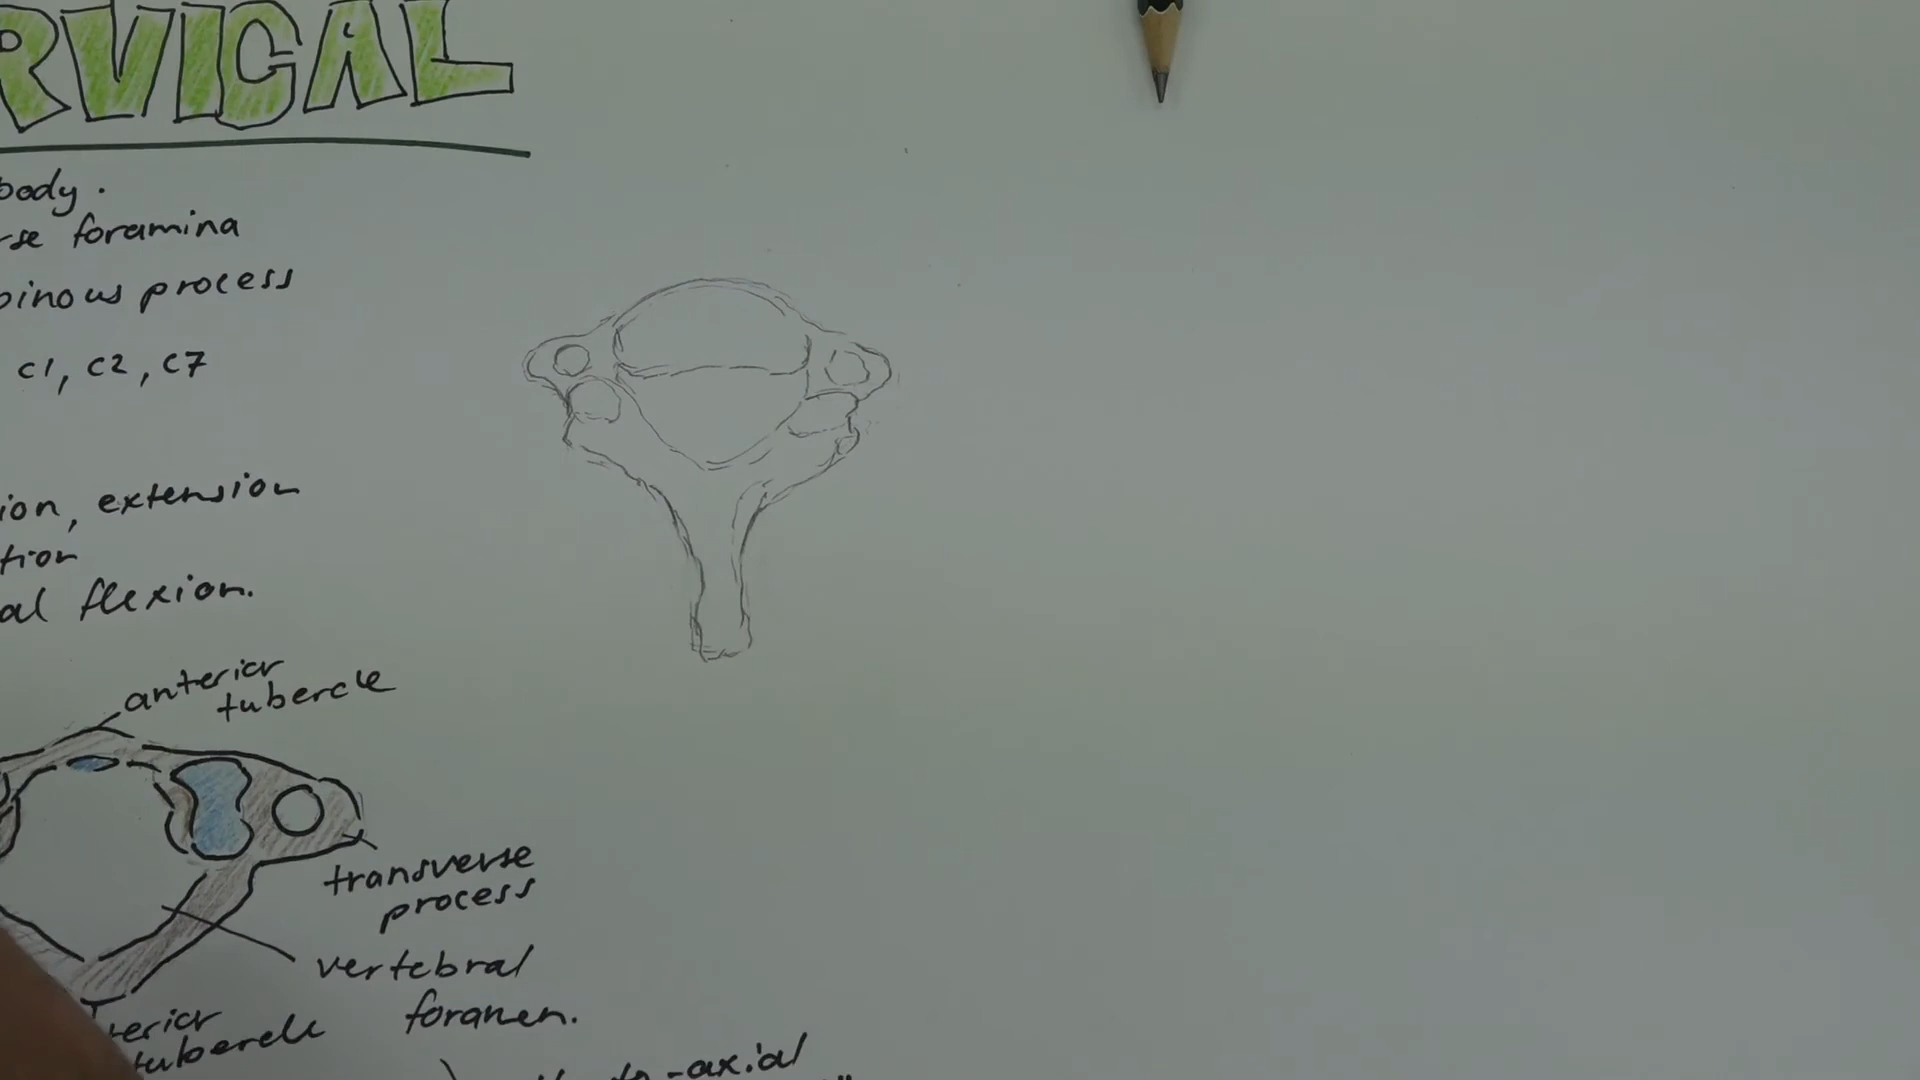 RVICAL
body.
rse foramina
pinous process
C1, C2, C7
ion, extension
tion
al flexion.
anterior
tubercle
transverse
process
vertebral
foramen.
terior
tubercle
-axial